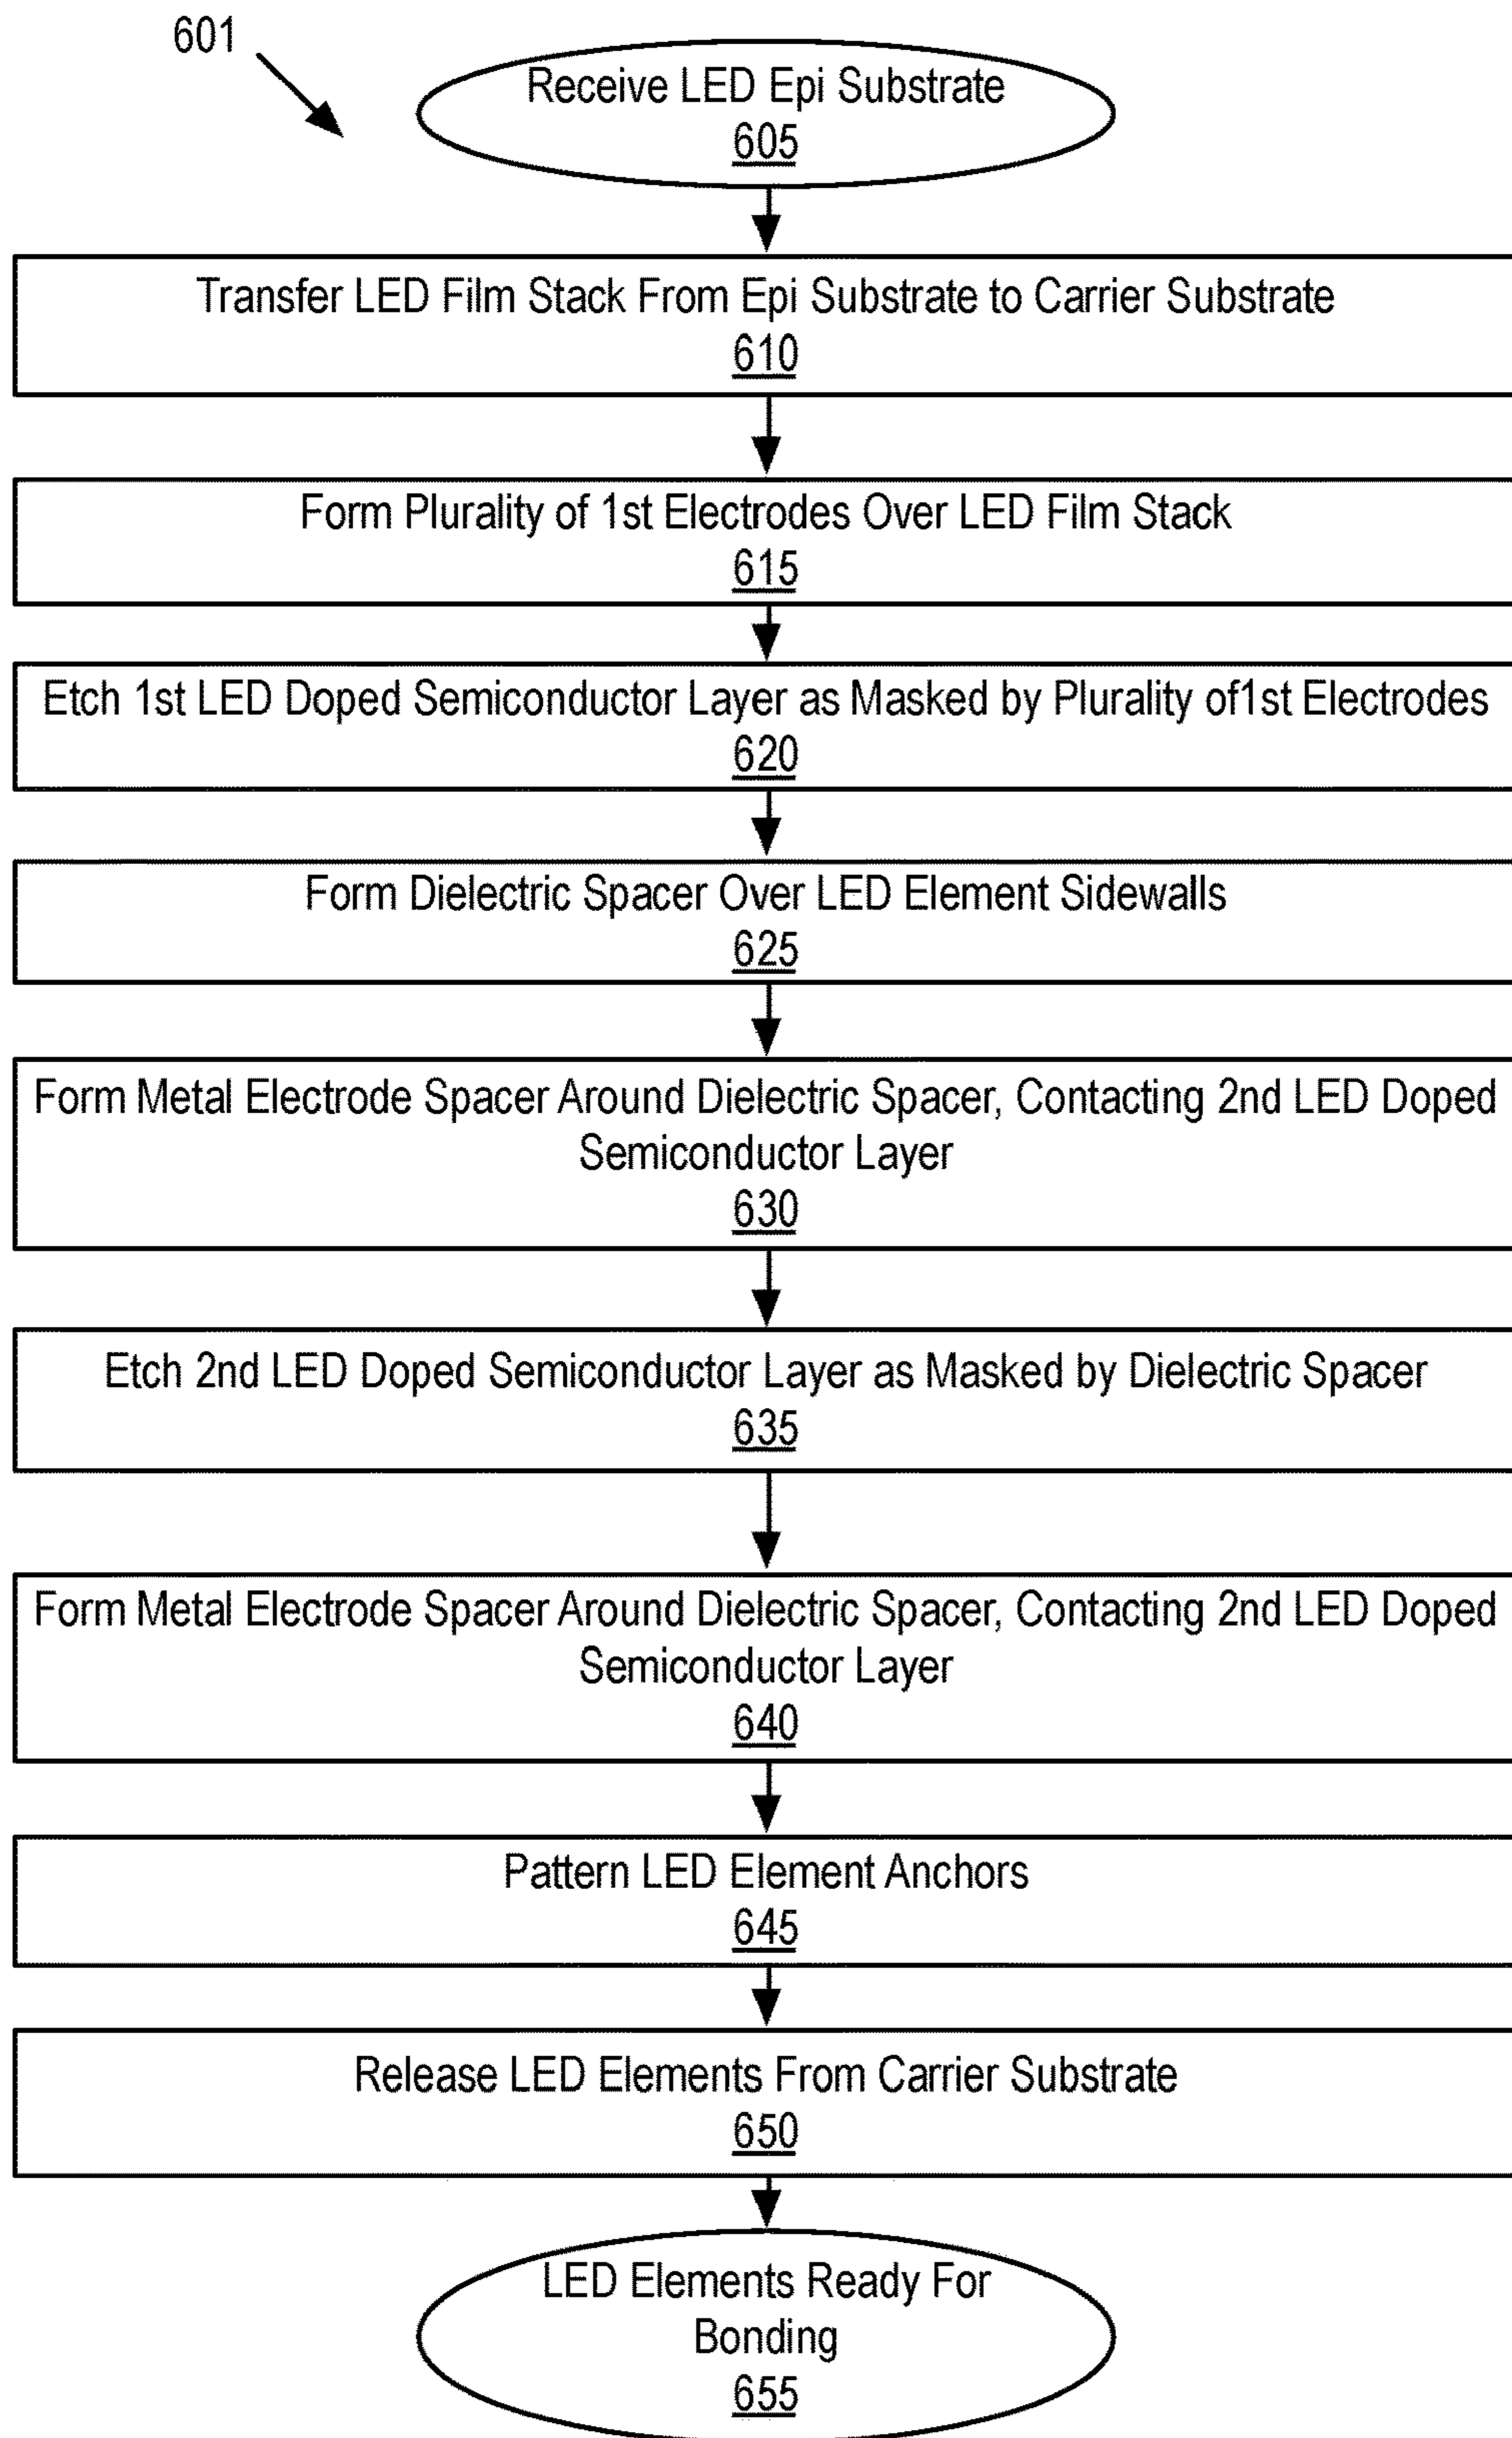 601
Receive LED Epi Substrate
605
Transfer LED Film Stack From Epi Substrate to Carrier Substrate
610
Form Plurality of 1st Electrodes Over LED Film Stack
615
Etch 1st LED Doped Semiconductor Layer as Masked by Plurality of1st Electrodes
620
Form Dielectric Spacer Over LED Element Sidewalls
625
Form Metal Electrode Spacer Around Dielectric Spacer, Contacting 2nd LED Doped
Semiconductor Layer
630
Etch 2nd LED Doped Semiconductor Layer as Masked by Dielectric Spacer
635
Form Metal Electrode Spacer Around Dielectric Spacer, Contacting 2nd LED Doped
Semiconductor Layer
640
Pattern LED Element Anchors
645
Release LED Elements From Carrier Substrate
650
LED Elements Ready For
Bonding
655